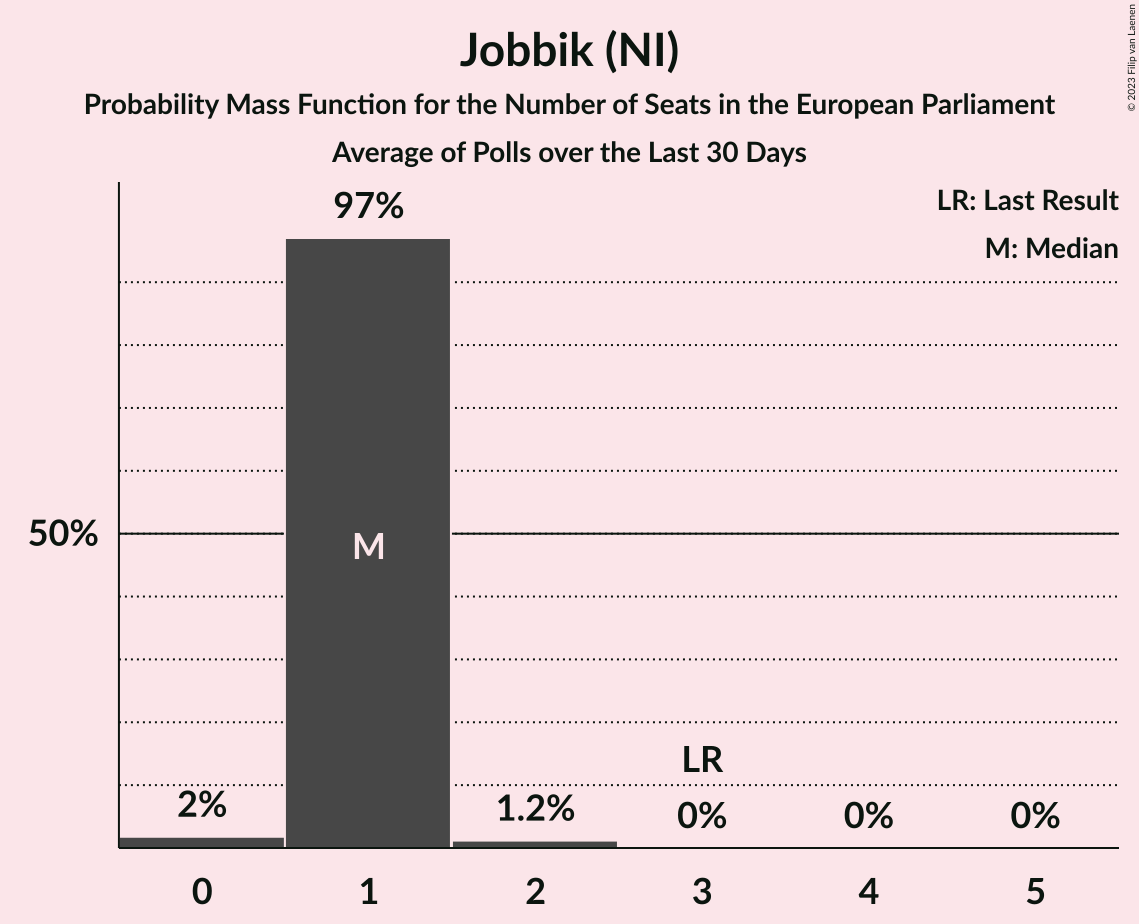 Jobbik (NI)
Probability Mass Function for the Number of Seats in the European Parliament
Average of Polls over the Last 30 Days
© 2023 Filip van Laenen
LR: Last Result
M: Median
97%
50%
M
LR
2%
1.2%
0%
0%
0%
0 1 2 3 4 5